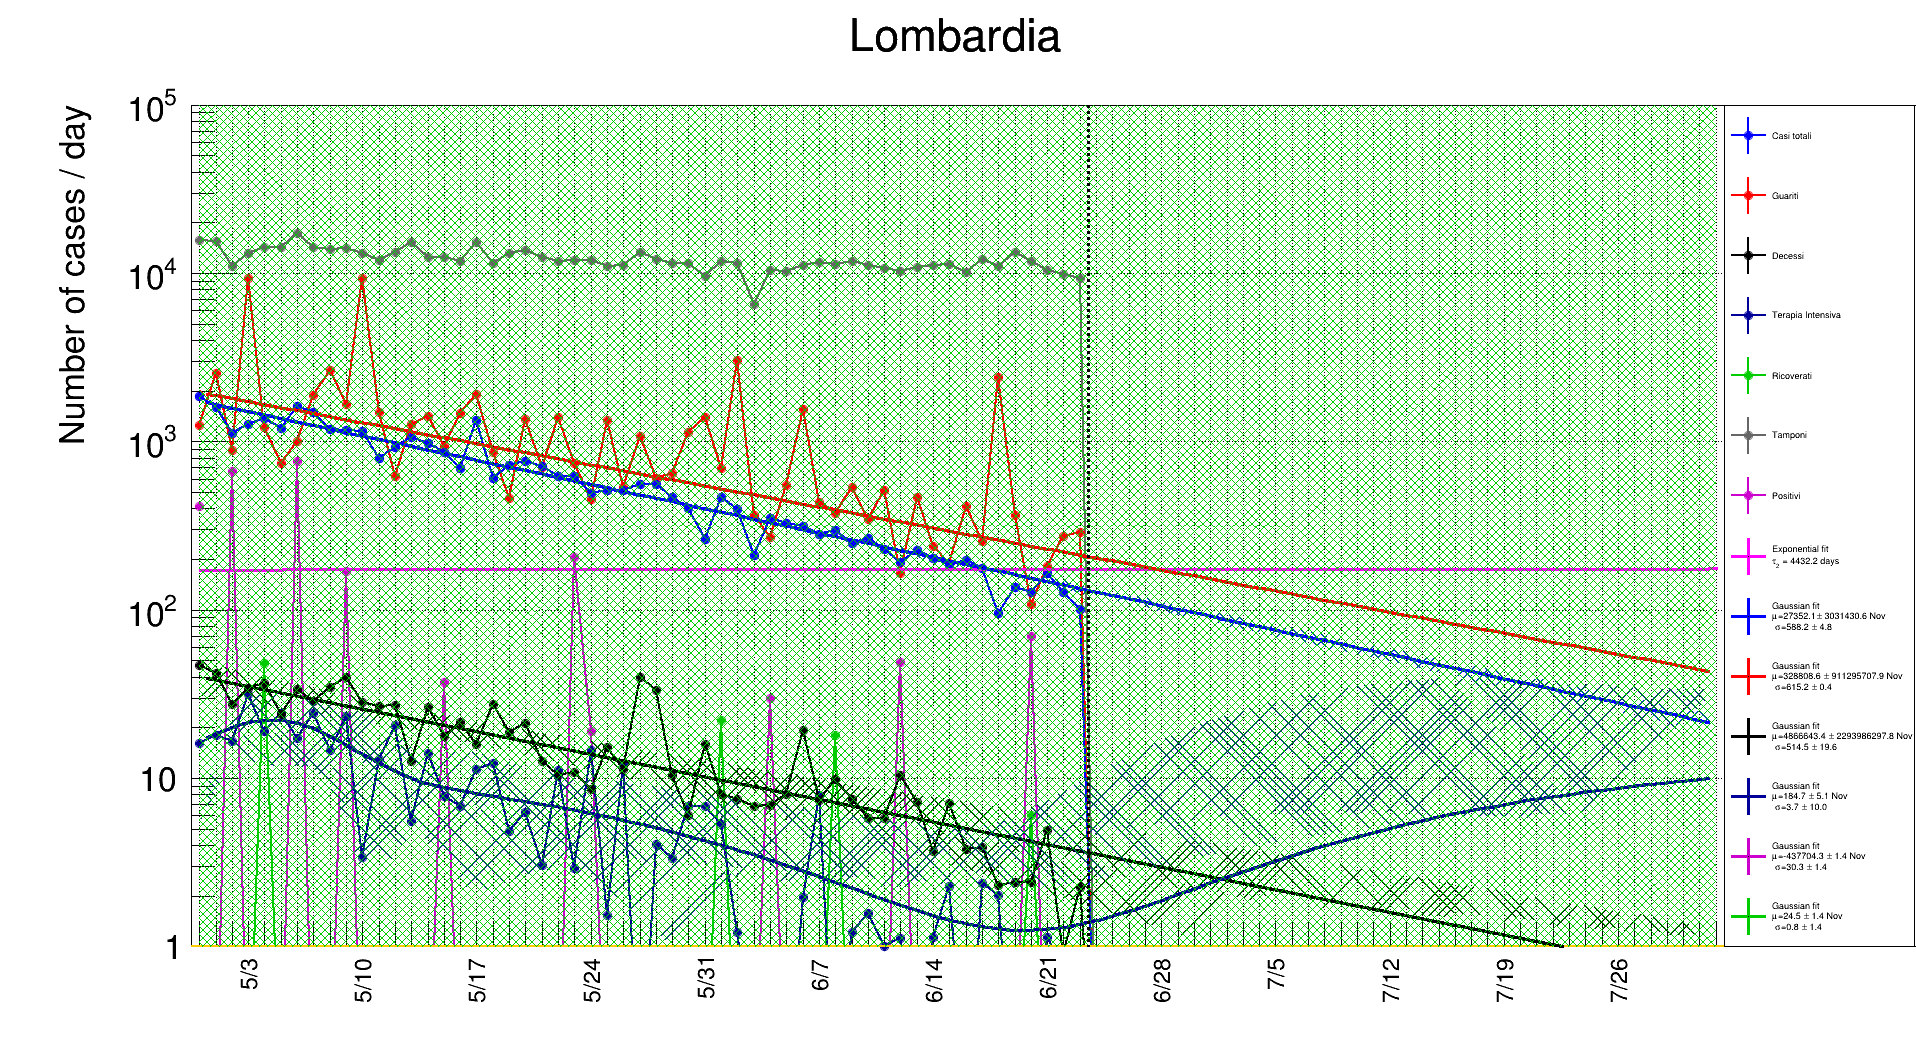 Lombardia
Number of cases / day
10^5
10^4
10^3
10^2
10
1
5/3
5/10
5/17
5/24
5/31
6/7
6/14
6/21
6/28
7/5
7/12
7/19
7/26
Casi totali
Guariti
Decessi
Terapia Intensiva
Ricoverati
Tamponi
Positivi
Exponential fit
τ₂ = 4432.2 days
Gaussian fit
μ=27352.1 ± 3031430.6 Nov
σ=588.2 ± 4.8
Gaussian fit
μ=328808.6 ± 911295707.9 Nov
σ=615.2 ± 0.4
Gaussian fit
μ=4866643.4 ± 2293986297.8 Nov
σ=514.5 ± 19.6
Gaussian fit
μ=184.7 ± 5.1 Nov
σ=3.7 ± 10.0
Gaussian fit
μ=-437704.3 ± 1.4 Nov
σ=30.3 ± 1.4
Gaussian fit
μ=24.5 ± 1.4 Nov
σ=0.8 ± 1.4